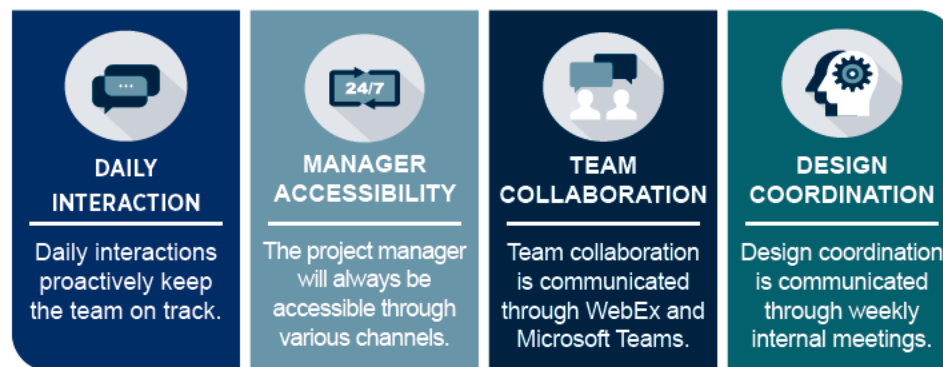 DAILY
INTERACTION
Daily interactions
proactively keep
the team on track.
24/7
MANAGER
ACCESSIBILITY
The project manager
will always be
accessible through
various channels.
TEAM
COLLABORATION
Team collaboration
is communicated
through WebEx and
Microsoft Teams.
DESIGN
COORDINATION
Design coordination
is communicated
through weekly
internal meetings.